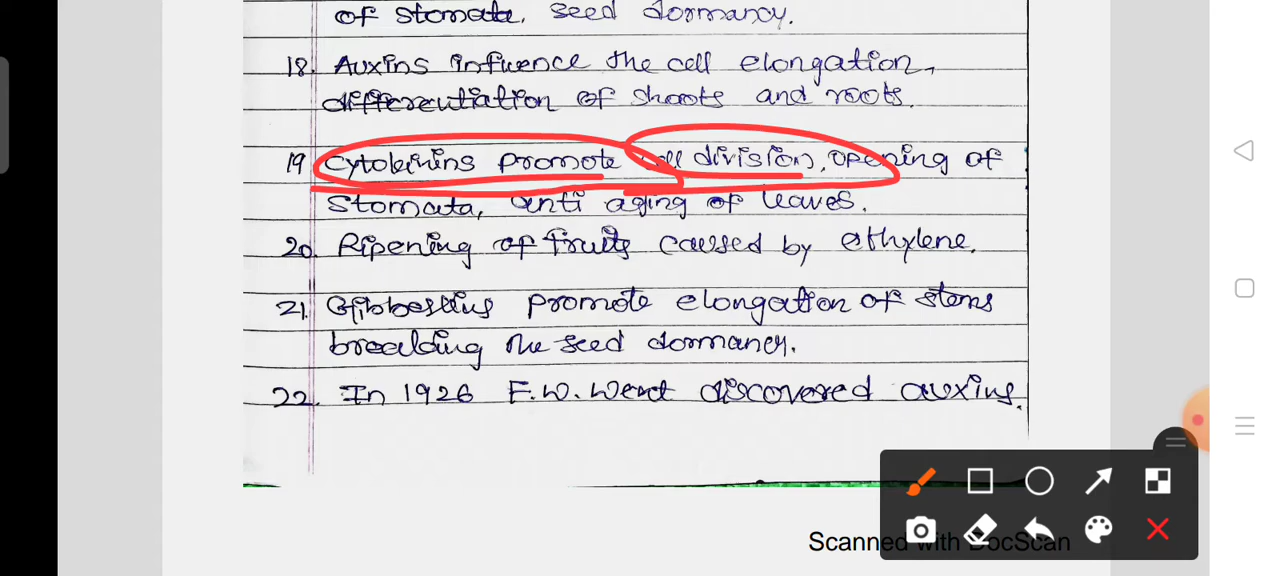 of stomata, seed dormancy.
18. Auxins influence the cell elongation,
differentiation of shoots and roots.
19 Cytokinins promote cell division, opening of
stomata, anti aging of leaves.
20. Ripening of fruits caused by ethylene.
21. Gibberellins promote elongation of stems
breaking the seed dormancy.
22. In 1926 F.W. Went discovered auxins.
Scanned with DocScan